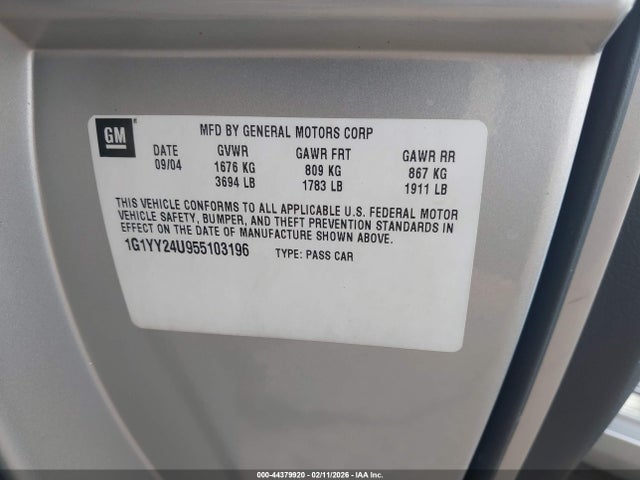 GM
MFD BY GENERAL MOTORS CORP
DATE GVWR GAWR FRT GAWR RR
09/04 1676 KG 809 KG 867 KG
3694 LB 1783 LB 1911 LB
THIS VEHICLE CONFORMS TO ALL APPLICABLE U.S. FEDERAL MOTOR
VEHICLE SAFETY, BUMPER, AND THEFT PREVENTION STANDARDS IN
EFFECT ON THE DATE OF MANUFACTURE SHOWN ABOVE.
1G1YY24U955103196 TYPE: PASS CAR
000-44379920 - 02/11/2026 - IAA Inc.